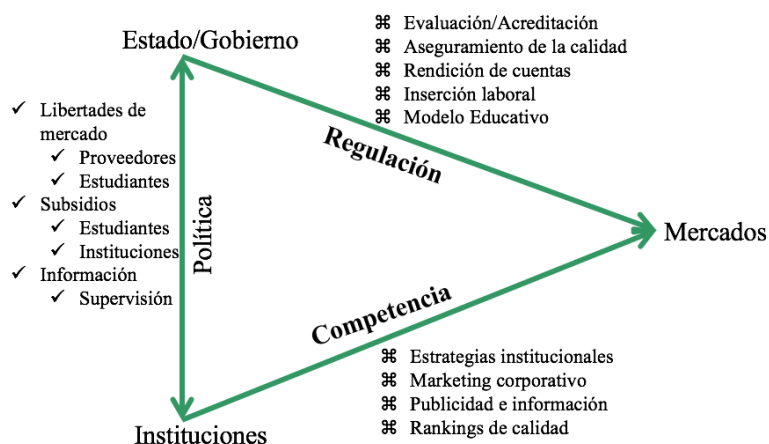 Estado/Gobierno
⌘ Evaluación/Acreditación
⌘ Aseguramiento de la calidad
⌘ Rendición de cuentas
⌘ Inserción laboral
⌘ Modelo Educativo
✓ Libertades de
mercado
✓ Proveedores
✓ Estudiantes
✓ Subsidios
✓ Estudiantes
✓ Instituciones
✓ Información
✓ Supervisión
Política
Regulación
Mercados
Competencia
⌘ Estrategias institucionales
⌘ Marketing corporativo
⌘ Publicidad e información
⌘ Rankings de calidad
Instituciones